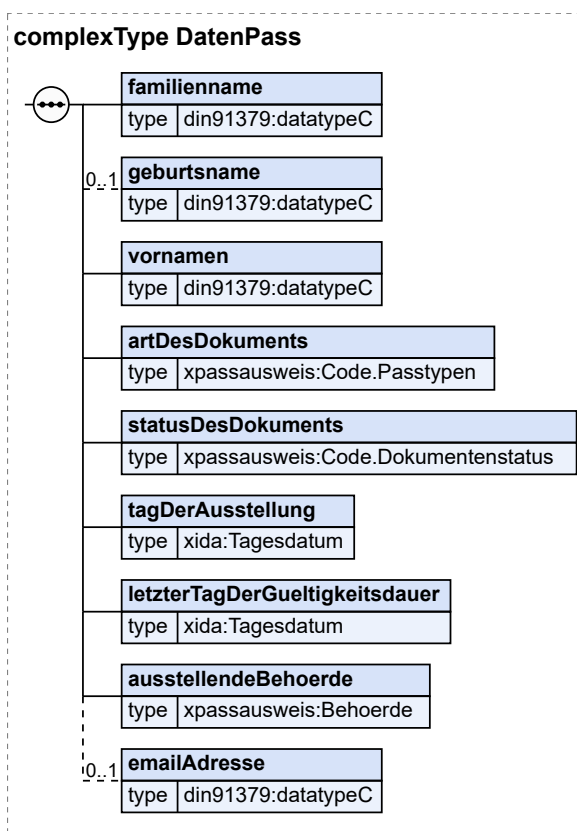 complexType DatenPass
familienname
type din91379:datatypeC
0..1 geburtsname
type din91379:datatypeC
vornamen
type din91379:datatypeC
artDesDokuments
type xpassausweis:Code.Passtypen
statusDesDokuments
type xpassausweis:Code.Dokumentenstatus
tagDerAusstellung
type xida:Tagesdatum
letzterTagDerGueltigkeitsdauer
type xida:Tagesdatum
ausstellendeBehoerde
type xpassausweis:Behoerde
0..1 emailAdresse
type din91379:datatypeC